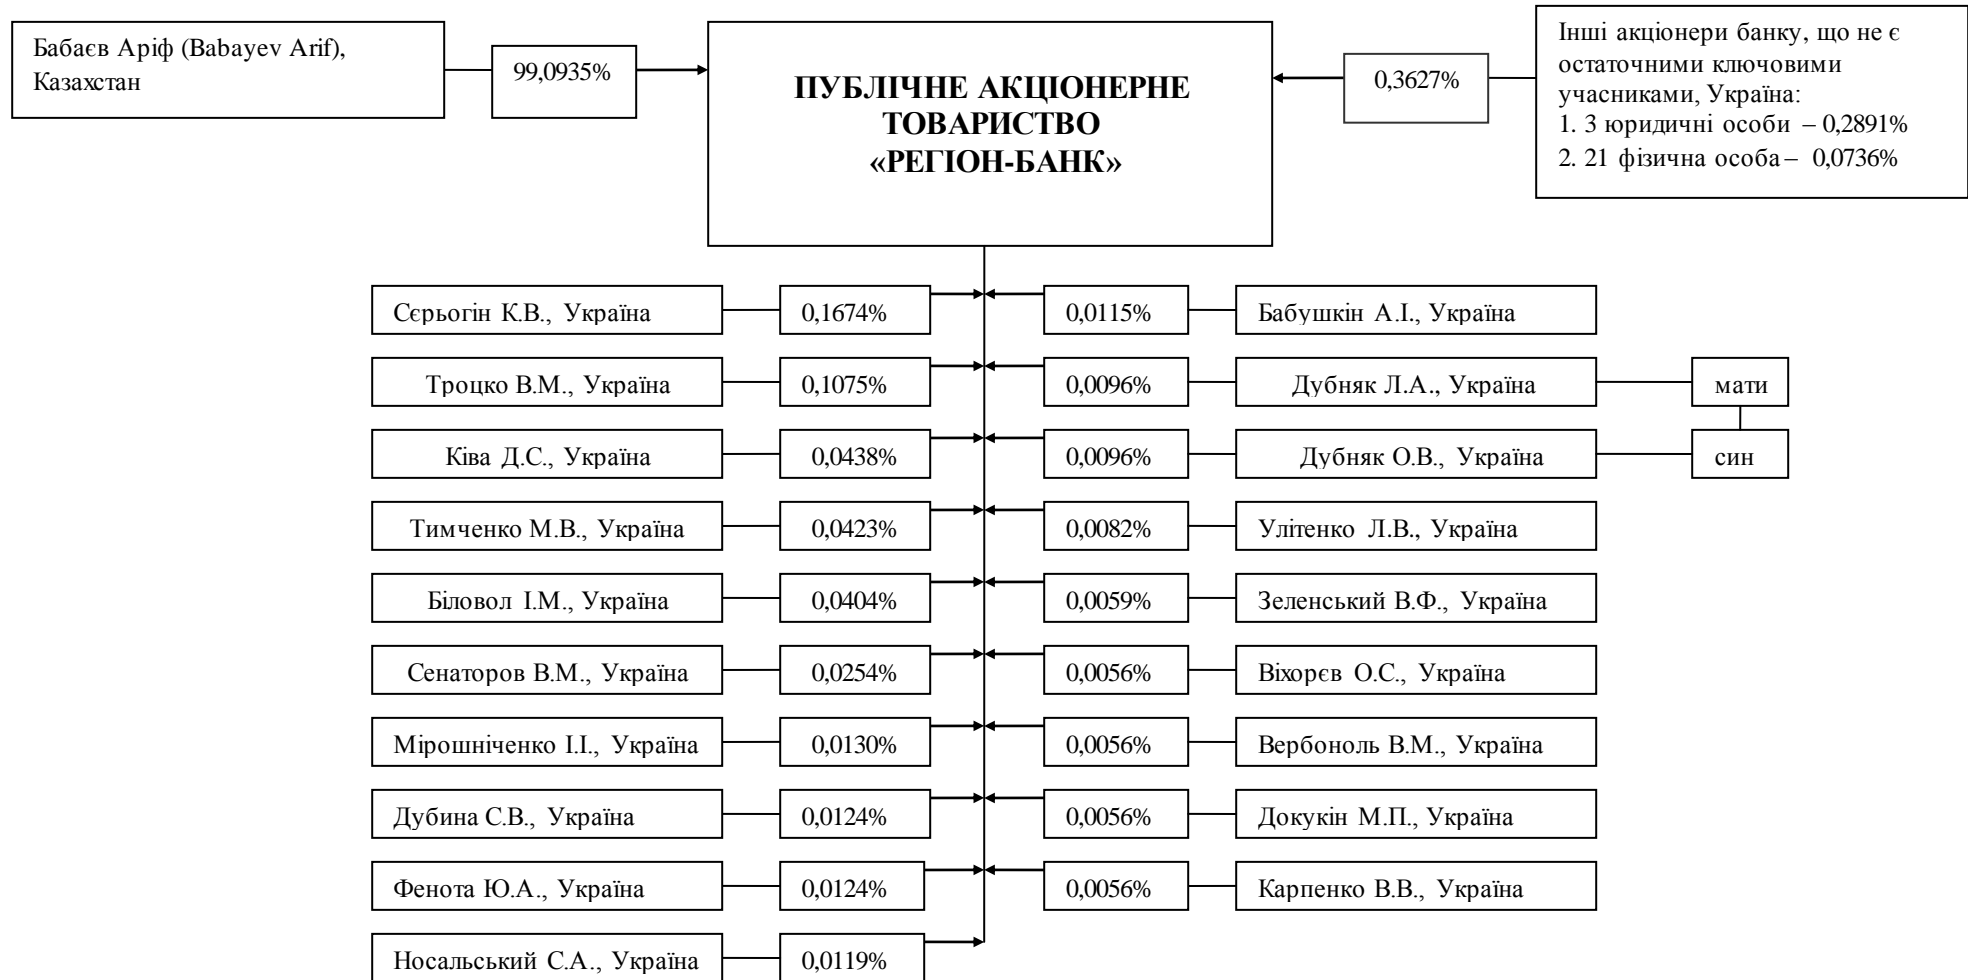 Бабаєв Аріф (Babayev Arif),
Казахстан
99,0935%
ПУБЛІЧНЕ АКЦІОНЕРНЕ
ТОВАРИСТВО
«РЕГІОН-БАНК»
0,3627%
Інші акціонери банку, що не є
остаточними ключовими
учасниками, Україна:
1. 3 юридичні особи – 0,2891%
2. 21 фізична особа – 0,0736%
Сєрьогін К.В., Україна
0,1674%
0,0115%
Бабушкін А.І., Україна
Троцко В.М., Україна
0,1075%
0,0096%
Дубняк Л.А., Україна
мати
Ківа Д.С., Україна
0,0438%
0,0096%
Дубняк О.В., Україна
син
Тимченко М.В., Україна
0,0423%
0,0082%
Улітенко Л.В., Україна
Біловол І.М., Україна
0,0404%
0,0059%
Зеленський В.Ф., Україна
Сенаторов В.М., Україна
0,0254%
0,0056%
Віхорєв О.С., Україна
Мірошніченко І.І., Україна
0,0130%
0,0056%
Вербоноль В.М., Україна
Дубина С.В., Україна
0,0124%
0,0056%
Докукін М.П., Україна
Фенота Ю.А., Україна
0,0124%
0,0056%
Карпенко В.В., Україна
Носальський С.А., Україна
0,0119%